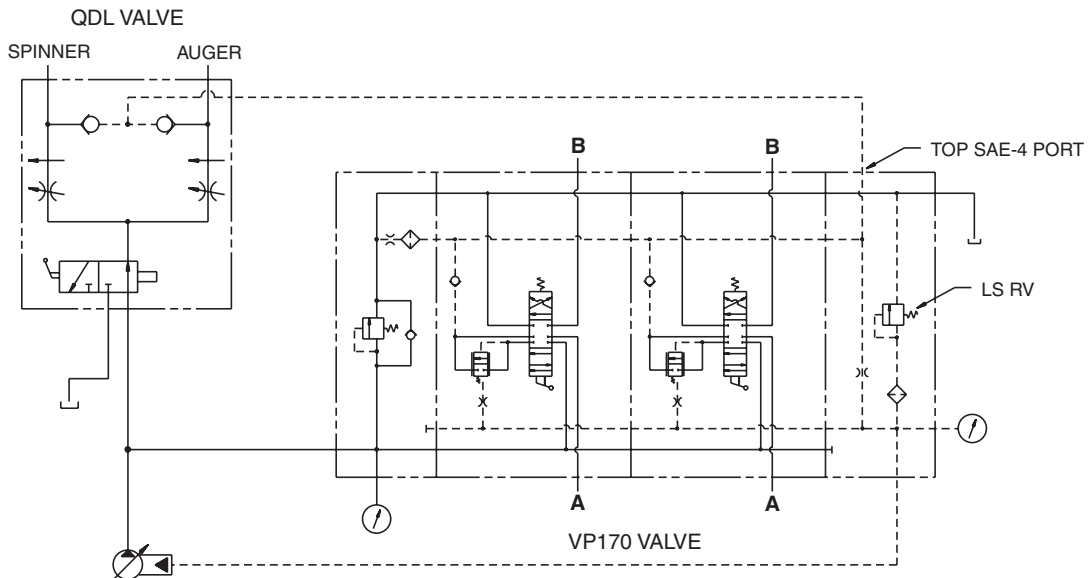 QDL VALVE
SPINNER
AUGER
B
B
TOP SAE-4 PORT
LS RV
A
A
VP170 VALVE